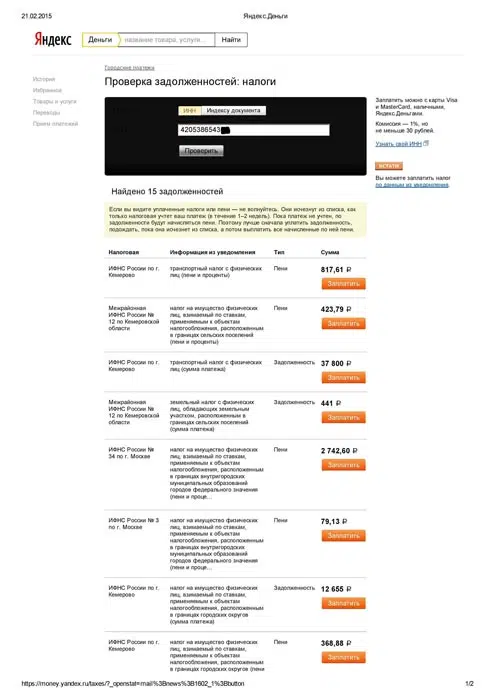 21.02.2015 Яндекс.Деньги
Яндекс Деньги название товара, услуги... Найти
Городские платежи
История
Избранное
Товары и услуги
Переводы
Прием платежей
Проверка задолженностей: налоги
ИНН Индексу документа
4205386543
Проверить
Заплатить можно с карты Visa
и MasterCard, наличными,
Яндекс.Деньгами.
Комиссия — 1%, но
не меньше 30 рублей.
Узнать свой ИНН
КСТАТИ
Вы можете заплатить налог
по данным из уведомления.
Найдено 15 задолженностей
Если вы видите уплаченные налоги или пени — не волнуйтесь. Они исчезнут из списка, как
только налоговая учтет ваш платеж (в течение 1–2 недель). Пока платеж не учтен, по
задолженности будут начисляться пени. Поэтому лучше сначала уплатить задолженность,
подождать, пока она исчезнет из списка, а потом выплатить все начисленные по ней пени.
Налоговая Информация из уведомления Тип Сумма
ИФНС России по г. транспортный налог с физических Пени 817,61 ₽
Кемерово лиц (пени и проценты)
Заплатить
Межрайонная налог на имущество физических Пени 423,79 ₽
ИФНС России № лиц, взимаемый по ставкам,
12 по Кемеровской применяемым к объектам Заплатить
области налогообложения, расположенным
в границах сельских поселений
(пени и проценты)
ИФНС России по г. транспортный налог с физических Задолженность 37 800 ₽
Кемерово лиц (сумма платежа)
Заплатить
Межрайонная земельный налог с физических Задолженность 441 ₽
ИФНС России № лиц, обладающих земельным
12 по Кемеровской участком, расположенным в Заплатить
области границах сельских поселений
(сумма платежа)
ИФНС России № налог на имущество физических Пени 2 742,60 ₽
34 по г. Москве лиц, взимаемый по ставкам,
применяемым к объектам Заплатить
налогообложения, расположенным
в границах внутригородских
муниципальных образований
городов федерального значения
(пени и проце...
ИФНС России № 3 налог на имущество физических Пени 79,13 ₽
по г. Москве лиц, взимаемый по ставкам,
применяемым к объектам Заплатить
налогообложения, расположенным
в границах внутригородских
муниципальных образований
городов федерального значения
(пени и проце...
ИФНС России по г. налог на имущество физических Задолженность 12 655 ₽
Кемерово лиц, взимаемый по ставкам,
применяемым к объектам Заплатить
налогообложения, расположенным
в границах городских округов
(сумма платежа)
ИФНС России по г. налог на имущество физических Пени 368,88 ₽
Кемерово лиц, взимаемый по ставкам,
применяемым к объектам Заплатить
налогообложения, расположенным
в границах городских округов (пени
https://money.yandex.ru/taxes/?_openstat=mail%3Bnews%3B1602_1%3Bbutton 1/2